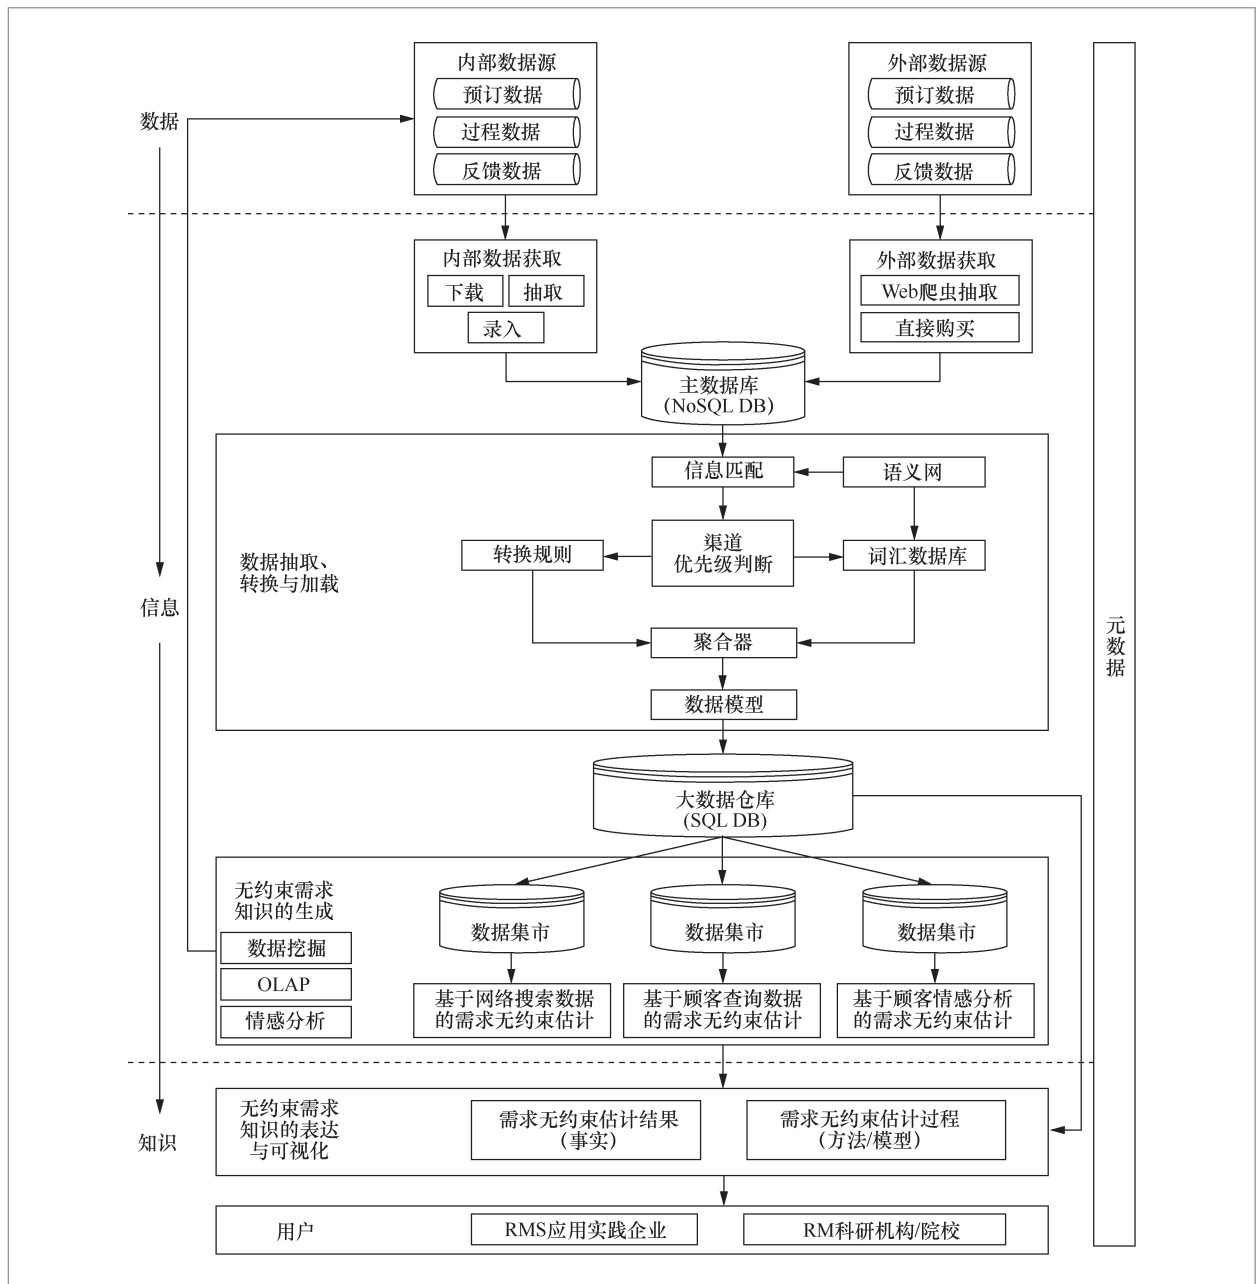 内部数据源
预订数据
过程数据
反馈数据
外部数据源
预订数据
过程数据
反馈数据
数据
内部数据获取
下载
抽取
录入
外部数据获取
Web爬虫抽取
直接购买
主数据库
(NoSQL DB)
信息匹配
语义网
数据抽取、
转换与加载
转换规则
渠道
优先级判断
词汇数据库
信息
聚合器
数据模型
元
数
据
大数据仓库
(SQL DB)
无约束需求
知识的生成
数据挖掘
OLAP
情感分析
数据集市
数据集市
数据集市
基于网络搜索数据
的需求无约束估计
基于顾客查询数据
的需求无约束估计
基于顾客情感分析
的需求无约束估计
知识
无约束需求
知识的表达
与可视化
需求无约束估计结果
(事实)
需求无约束估计过程
(方法/模型)
用户
RMS应用实践企业
RM科研机构/院校